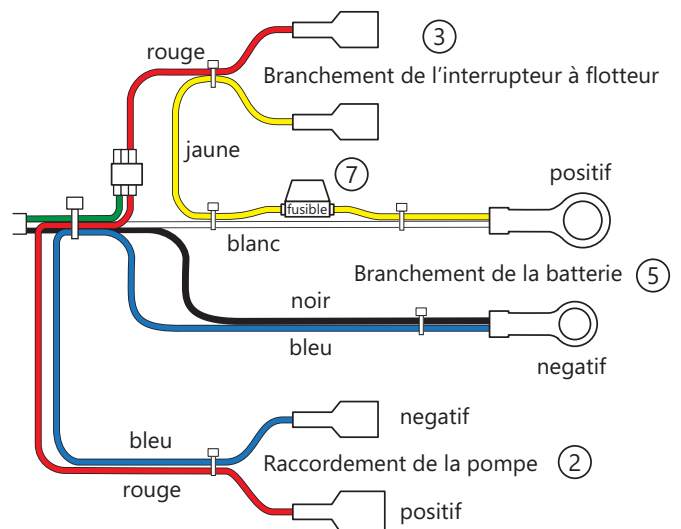 rouge
3
Branchement de l'interrupteur à flotteur
jaune
7
positif
fusible
blanc
Branchement de la batterie 5
noir
bleu
negatif
negatif
bleu
Raccordement de la pompe 2
rouge
positif